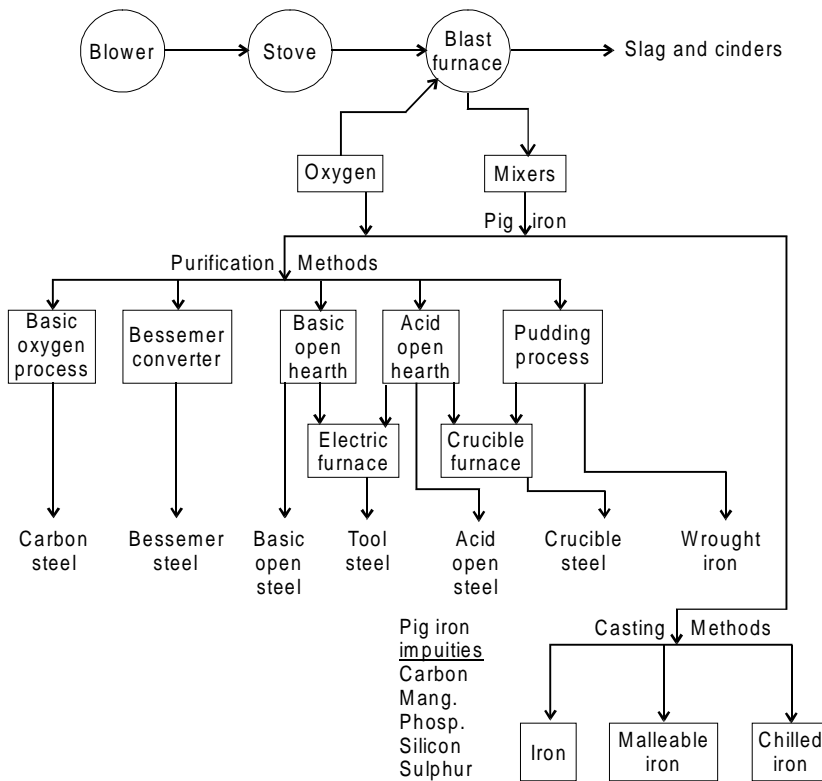 Blower
Stove
Blast
furnace
Slag and cinders
Oxygen
Mixers
Pig iron
Purification Methods
Basic
oxygen
process
Bessemer
converter
Basic
open
hearth
Acid
open
hearth
Pudding
process
Electric
furnace
Crucible
furnace
Carbon
steel
Bessemer
steel
Basic
open
steel
Tool
steel
Acid
open
steel
Crucible
steel
Wrought
iron
Pig iron
impuities
Carbon
Mang.
Phosp.
Silicon
Sulphur
Casting Methods
Iron
Malleable
iron
Chilled
iron